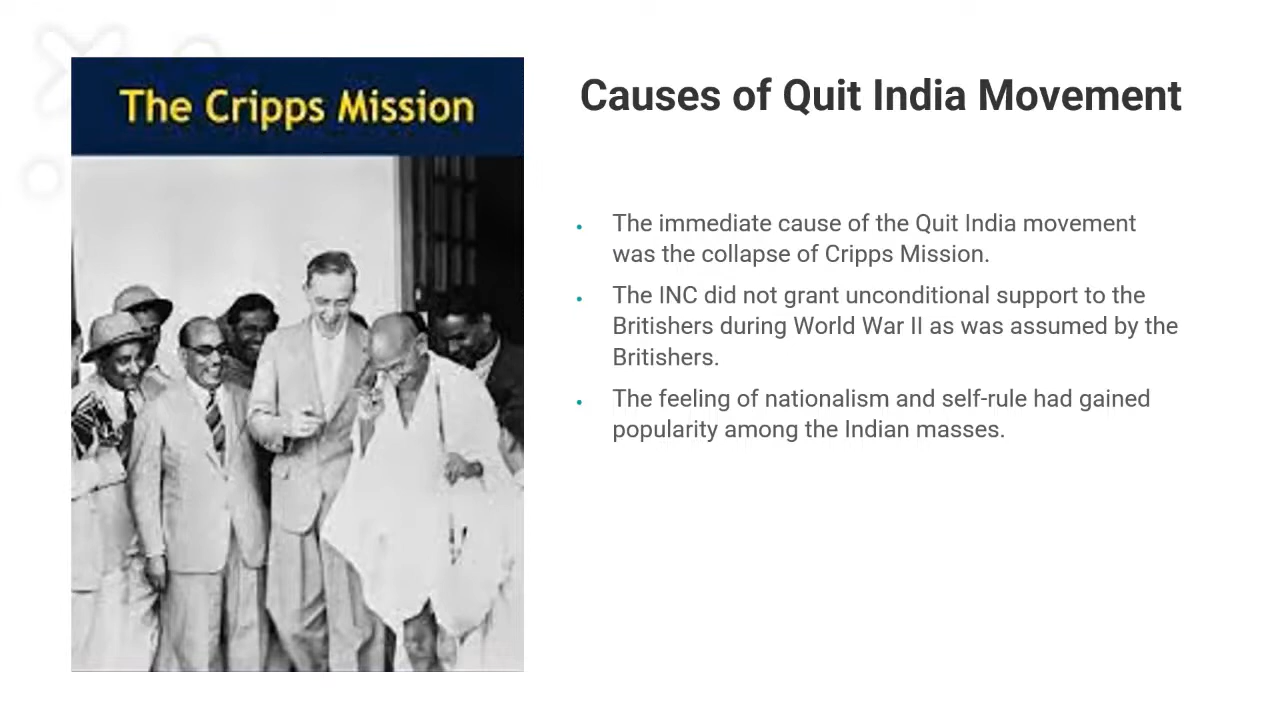 The Cripps Mission
Causes of Quit India Movement
The immediate cause of the Quit India movement
was the collapse of Cripps Mission.
The INC did not grant unconditional support to the
Britishers during World War II as was assumed by the
Britishers.
The feeling of nationalism and self-rule had gained
popularity among the Indian masses.